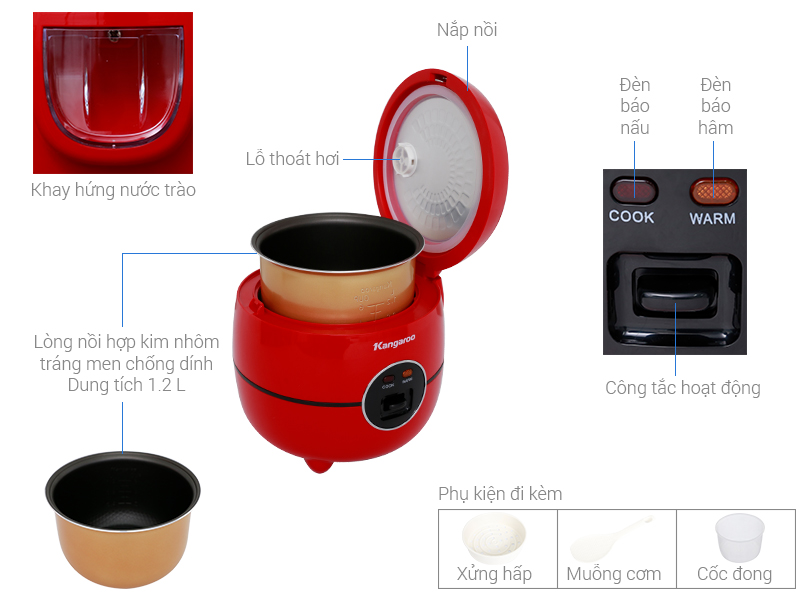 Nắp nồi
Lỗ thoát hơi
Khay hứng nước trào
Đèn
báo
nấu
Đèn
báo
hâm
COOK
WARM
Công tắc hoạt động
Lòng nồi hợp kim nhôm
tráng men chống dính
Dung tích 1.2 L
Kangaroo
COOK
WARM
Phụ kiện đi kèm
Xửng hấp
Muỗng cơm
Cốc đong